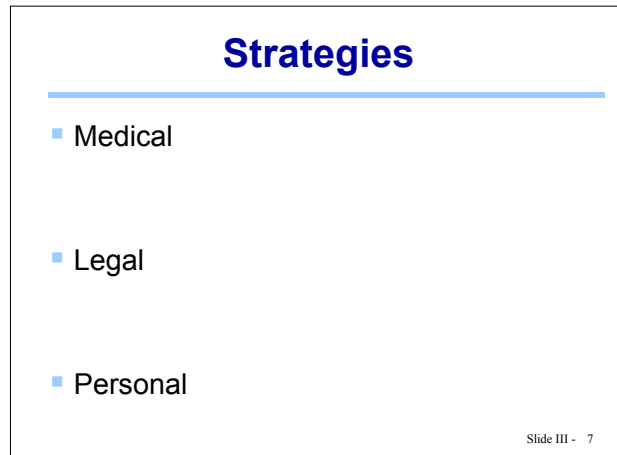 Strategies
Medical
Legal
Personal
Slide III - 7